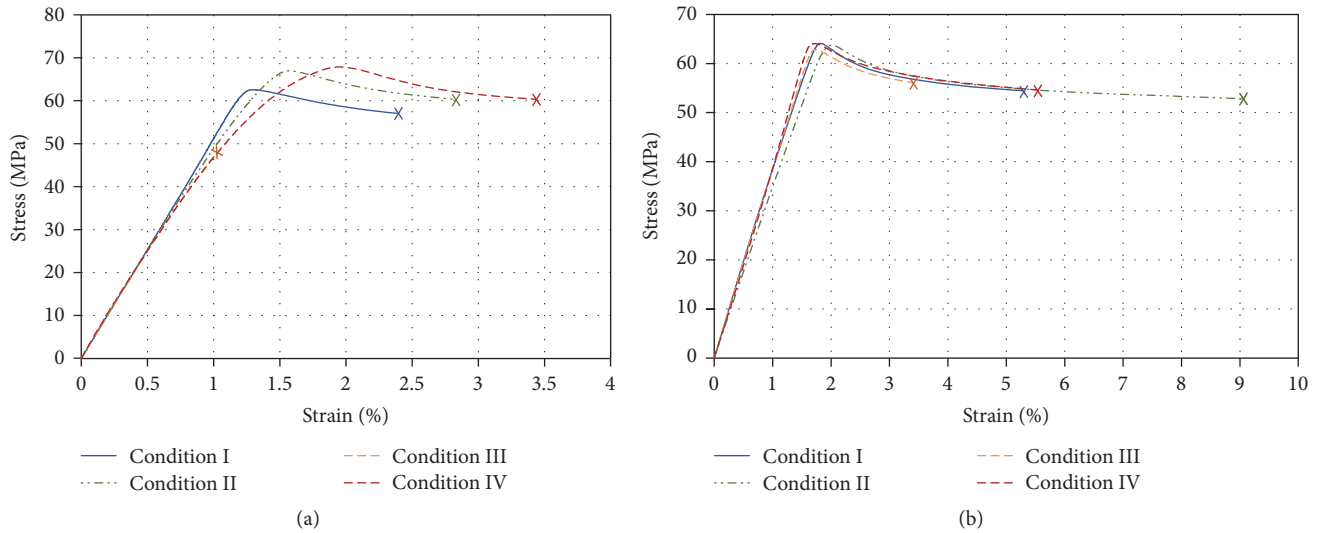 80
70
60
50
40
30
20
10
0
Stress (MPa)
0 0.5 1 1.5 2 2.5 3 3.5 4
Strain (%)
Condition I
Condition II
Condition III
Condition IV
(a)
70
60
50
40
30
20
10
0
Stress (MPa)
0 1 2 3 4 5 6 7 8 9 10
Strain (%)
Condition I
Condition II
Condition III
Condition IV
(b)